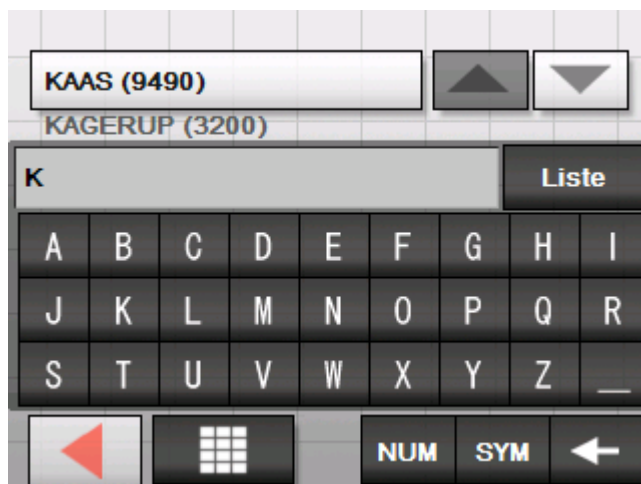 KAAS (9490)
KAGERUP (3200)
K Liste
A B C D E F G H I
J K L M N O P Q R
S T U V W X Y Z _
NUM SYM